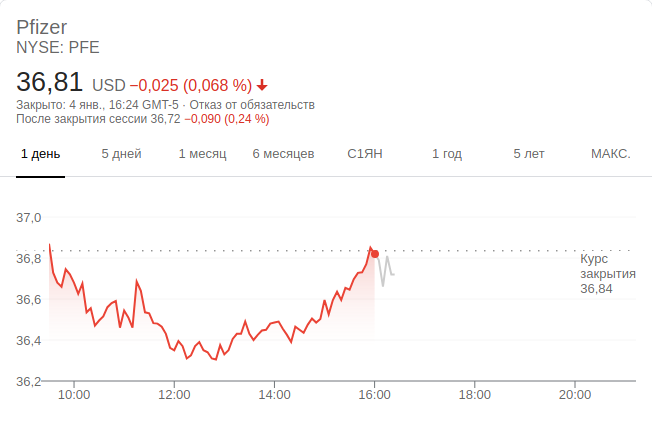 Pfizer
NYSE: PFE
36,81 USD −0,025 (0,068 %)
Закрыто: 4 янв., 16:24 GMT-5 · Отказ от обязательств
После закрытия сессии 36,72 −0,090 (0,24 %)
1 день 5 дней 1 месяц 6 месяцев С1ЯН 1 год 5 лет МАКС.
37,0
36,8
36,6
36,4
36,2
Курс
закрытия
36,84
10:00 12:00 14:00 16:00 18:00 20:00